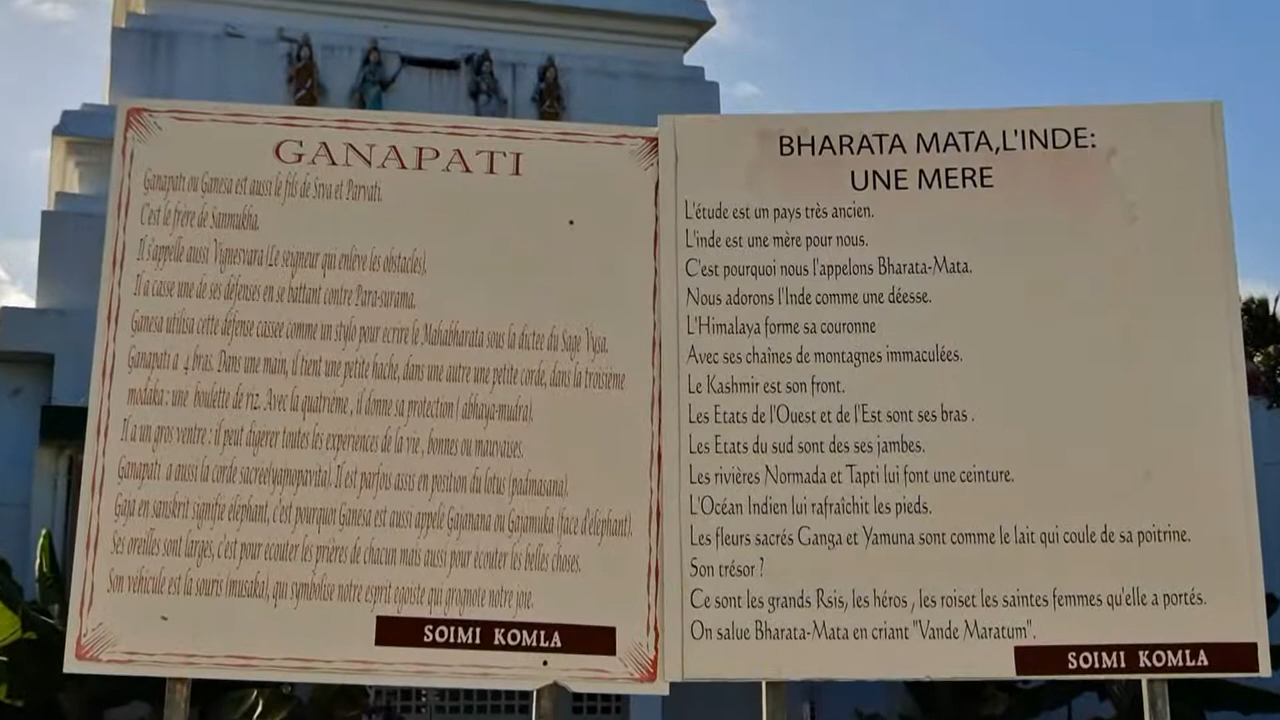 GANAPATI
Ganapati ou Ganesa est aussi le fils de Siva et Parvati.
C'est le frère de Sanmukha.
Il s'appelle aussi Vignesvara (Le seigneur qui enlève les obstacles).
Il a casse une de ses défenses en se battant contre Para-surama.
Ganesa utilisa cette défense cassee comme un stylo pour ecrire le Mahabharata sous la dictee du Sage Vysa.
Ganapati a 4 bras. Dans une main, il tient une petite hache, dans une autre une petite corde, dans la troisième
modaka : une boulette de riz. Avec la quatrième, il donne sa protection ( abhaya-mudra).
Il a un gros ventre : il peut digerer toutes les experiences de la vie, bonnes ou mauvaises.
Ganapati a aussi la corde sacree(yajnopavita). Il est parfois assis en position du lotus (padmasana).
Gaja en sanskrit signifie elephant, c'est pourquoi Ganesa est aussi appelé Gajanana ou Gajamuka (face d'elephant).
Ses oreilles sont larges, c'est pour ecouter les prières de chacun mais aussi pour ecouter les belles choses.
Son véhicule est la souris (musaka), qui symbolise notre esprit egoiste qui grognote notre joie.
SOIMI KOMLA
BHARATA MATA,L'INDE:
UNE MERE
L'étude est un pays très ancien.
L'inde est une mère pour nous.
C'est pourquoi nous l'appelons Bharata-Mata.
Nous adorons l'Inde comme une déesse.
L'Himalaya forme sa couronne
Avec ses chaînes de montagnes immaculées.
Le Kashmir est son front.
Les Etats de l'Ouest et de l'Est sont ses bras .
Les Etats du sud sont des ses jambes.
Les rivières Normada et Tapti lui font une ceinture.
L'Océan Indien lui rafraîchit les pieds.
Les fleurs sacrés Ganga et Yamuna sont comme le lait qui coule de sa poitrine.
Son trésor ?
Ce sont les grands Rsis, les héros , les roiset les saintes femmes qu'elle a portés.
On salue Bharata-Mata en criant "Vande Maratum".
SOIMI KOMLA